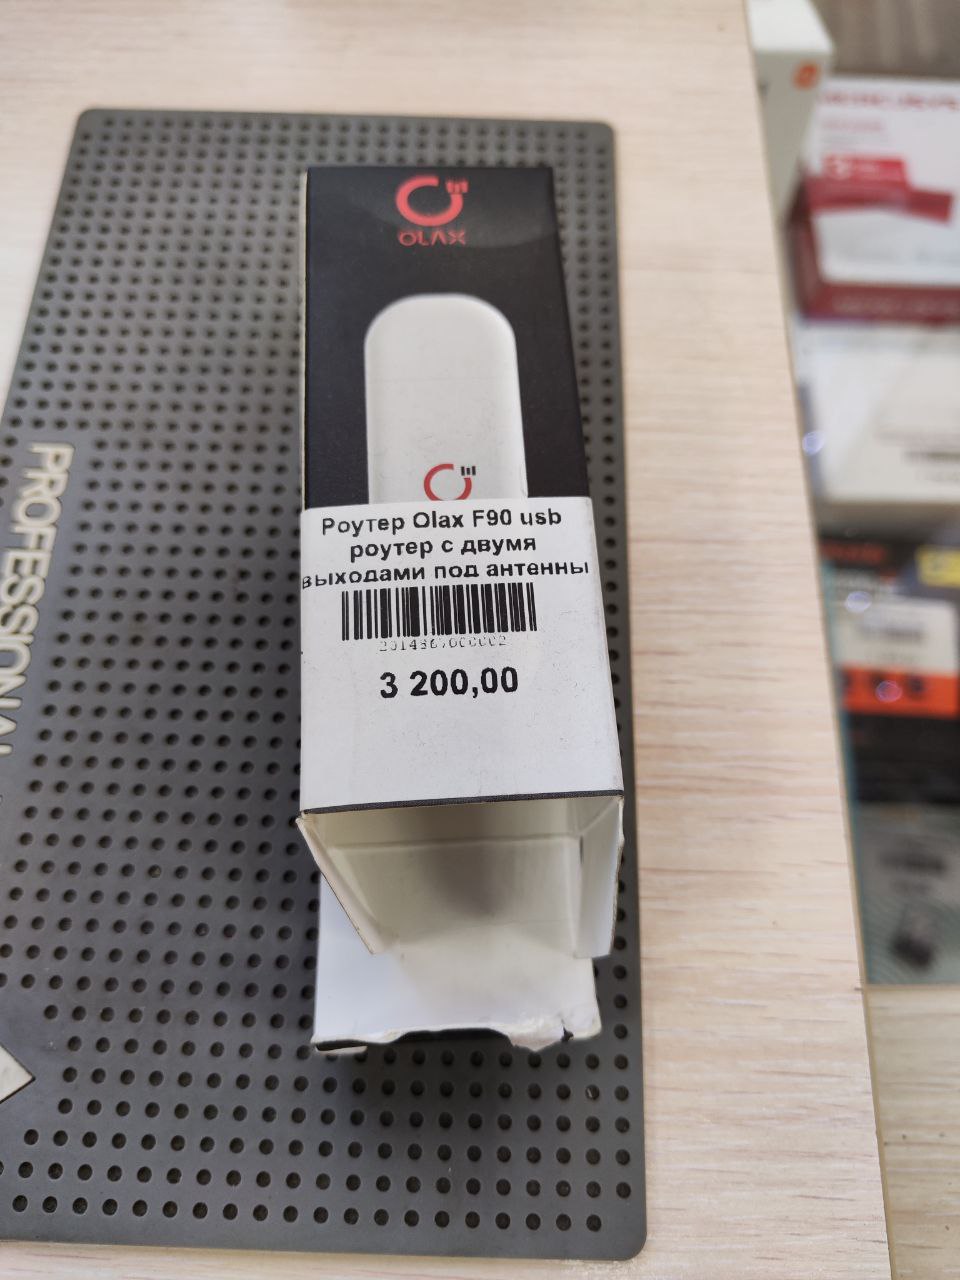 OLAX
Роутер Olax F90 usb
роутер с двумя
выходами под антенны
3 200,00
PROFESSIONAL